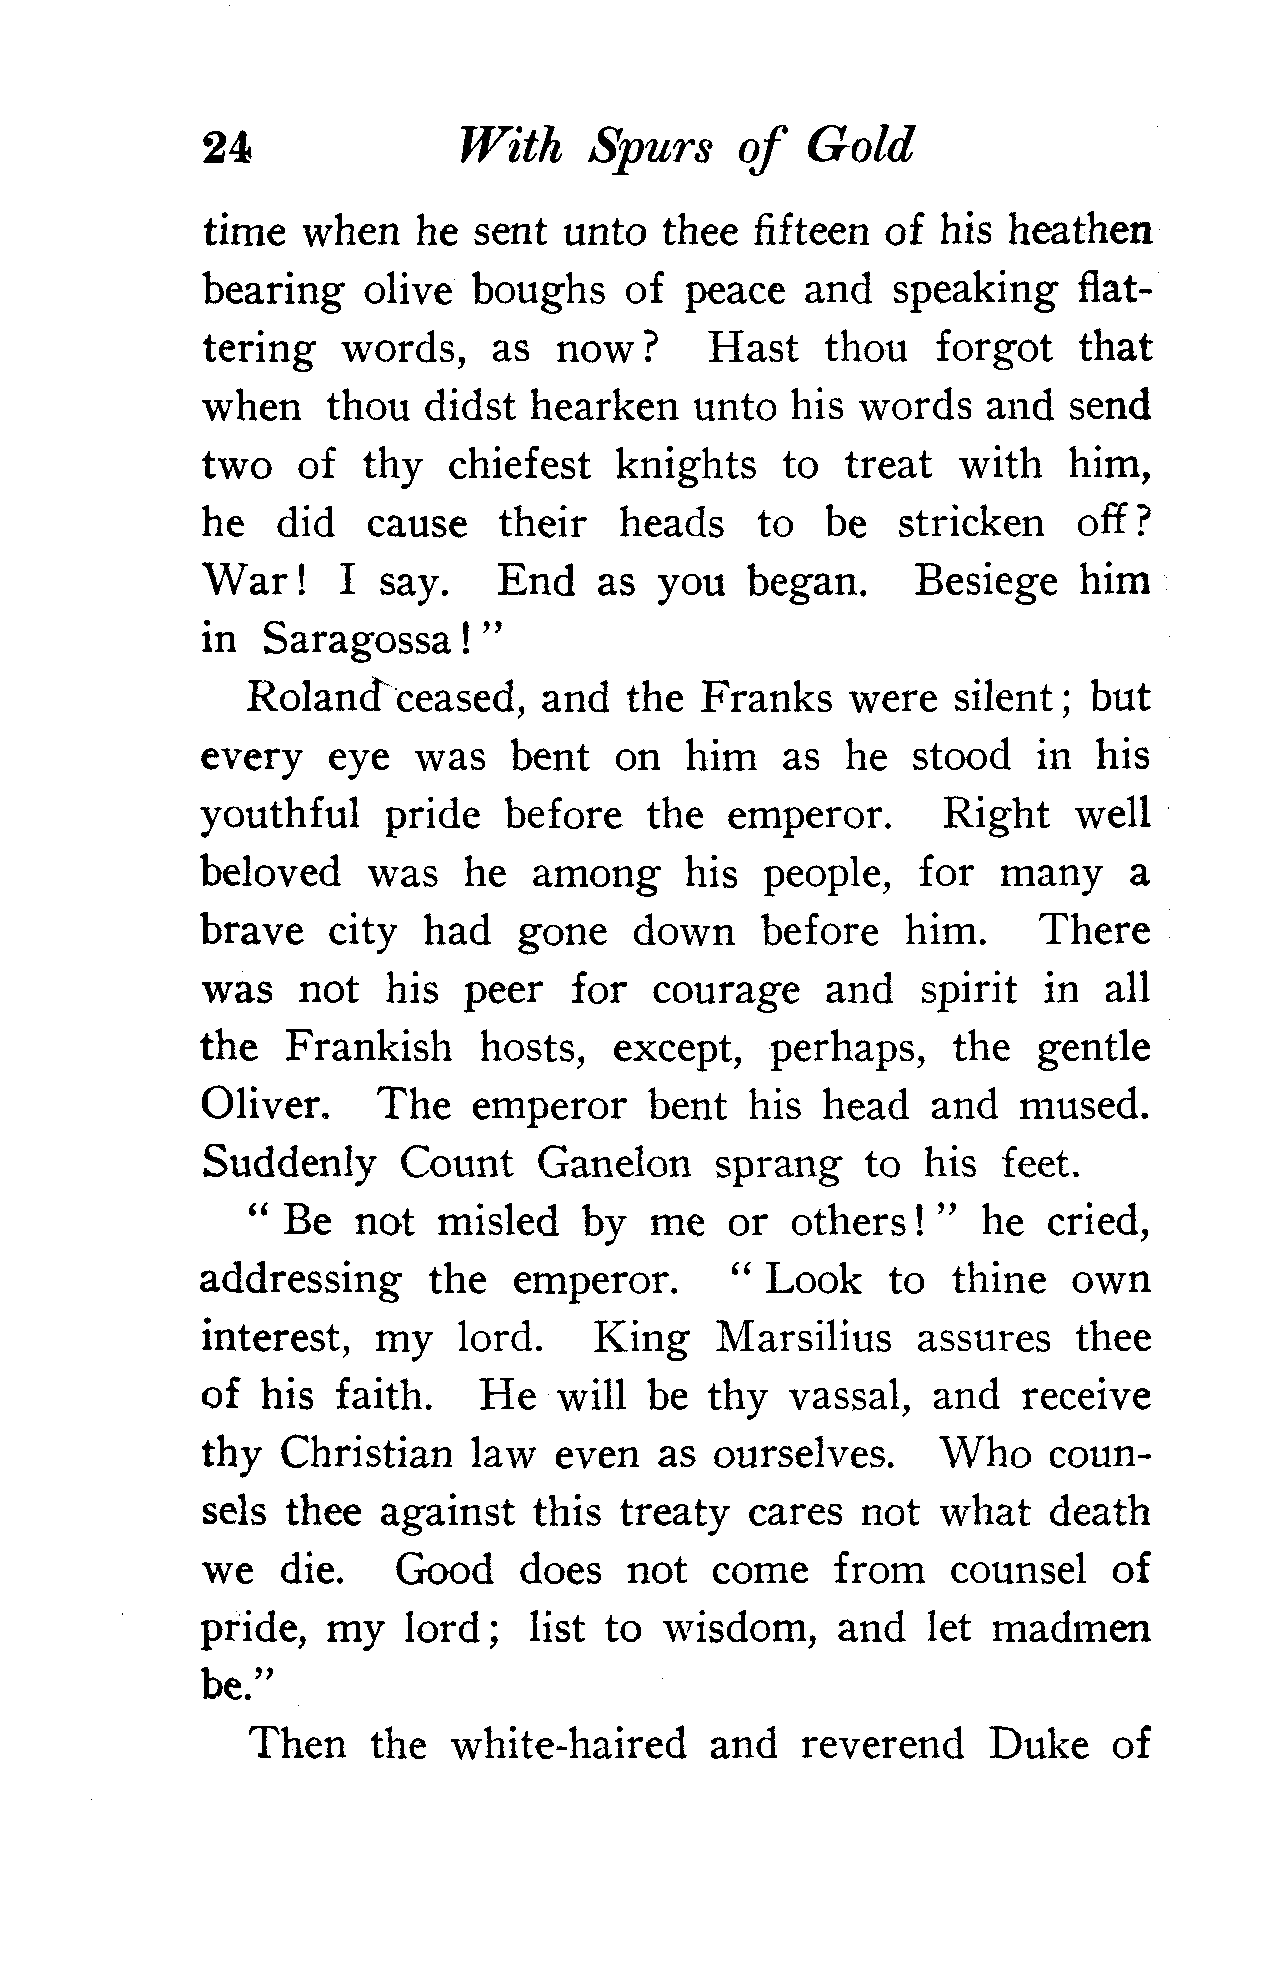 24 With Spurs of Gold
time when he sent unto thee fifteen of his heathen
bearing olive boughs of peace and speaking flat-
tering words, as now? Hast thou forgot that
when thou didst hearken unto his words and send
two of thy chiefest knights to treat with him,
he did cause their heads to be stricken off?
War! I say. End as you began. Besiege him
in Saragossa!"
Roland ceased, and the Franks were silent; but
every eye was bent on him as he stood in his
youthful pride before the emperor. Right well
beloved was he among his people, for many a
brave city had gone down before him. There
was not his peer for courage and spirit in all
the Frankish hosts, except, perhaps, the gentle
Oliver. The emperor bent his head and mused.
Suddenly Count Ganelon sprang to his feet.
"Be not misled by me or others!" he cried,
addressing the emperor. "Look to thine own
interest, my lord. King Marsilius assures thee
of his faith. He will be thy vassal, and receive
thy Christian law even as ourselves. Who coun-
sels thee against this treaty cares not what death
we die. Good does not come from counsel of
pride, my lord; list to wisdom, and let madmen
be."
Then the white-haired and reverend Duke of